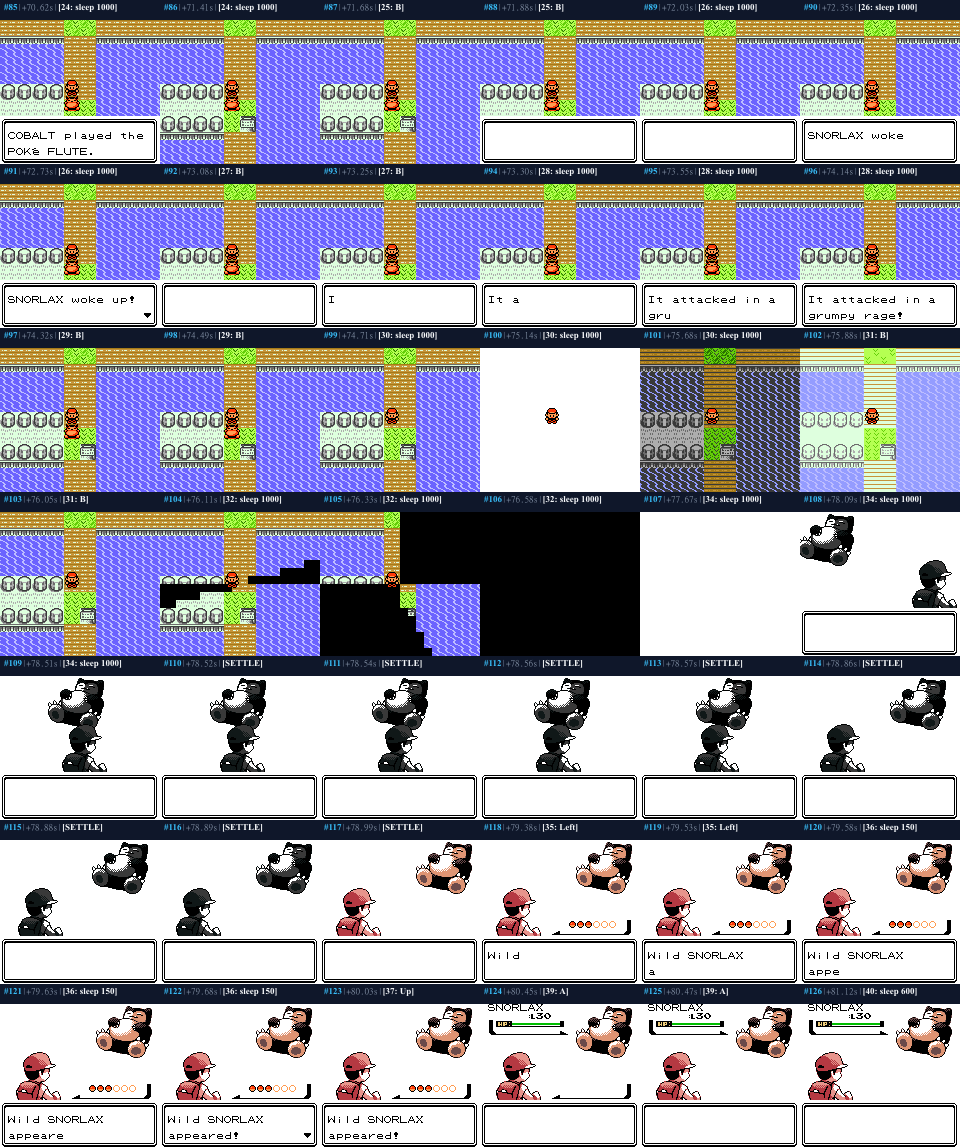 #85|+70.62s| [24: sleep 1000]
#86|+71.41s| [24: sleep 1000]
#87|+71.68s| [25: B]
#88|+71.88s| [25: B]
#89|+72.03s| [26: sleep 1000]
#90|+72.35s| [26: sleep 1000]
COBALT played the
POKé FLUTE.
SNORLAX woke
#91|+72.73s| [26: sleep 1000]
#92|+73.08s| [27: B]
#93|+73.25s| [27: B]
#94|+73.30s| [28: sleep 1000]
#95|+73.55s| [28: sleep 1000]
#96|+74.14s| [28: sleep 1000]
SNORLAX woke up!
I
It a
It attacked in a
gru
It attacked in a
grumpy rage!
#97|+74.32s| [29: B]
#98|+74.49s| [29: B]
#99|+74.71s| [30: sleep 1000]
#100|+75.14s| [30: sleep 1000]
#101|+75.68s| [30: sleep 1000]
#102|+75.88s| [31: B]
#103|+76.05s| [31: B]
#104|+76.11s| [32: sleep 1000]
#105|+76.33s| [32: sleep 1000]
#106|+76.58s| [32: sleep 1000]
#107|+77.67s| [34: sleep 1000]
#108|+78.09s| [34: sleep 1000]
#109|+78.51s| [34: sleep 1000]
#110|+78.52s| [SETTLE]
#111|+78.54s| [SETTLE]
#112|+78.56s| [SETTLE]
#113|+78.57s| [SETTLE]
#114|+78.86s| [SETTLE]
#115|+78.88s| [SETTLE]
#116|+78.89s| [SETTLE]
#117|+78.99s| [SETTLE]
#118|+79.38s| [35: Left]
#119|+79.53s| [35: Left]
#120|+79.58s| [36: sleep 150]
Wild
Wild SNORLAX
a
Wild SNORLAX
appe
#121|+79.63s| [36: sleep 150]
#122|+79.68s| [36: sleep 150]
#123|+80.03s| [37: Up]
#124|+80.45s| [39: A]
#125|+80.47s| [39: A]
#126|+81.12s| [40: sleep 600]
Wild SNORLAX
appeare
Wild SNORLAX
appeared!
Wild SNORLAX
appeared!
SNORLAX
:L30
HP:
SNORLAX
:L30
HP:
SNORLAX
:L30
HP: